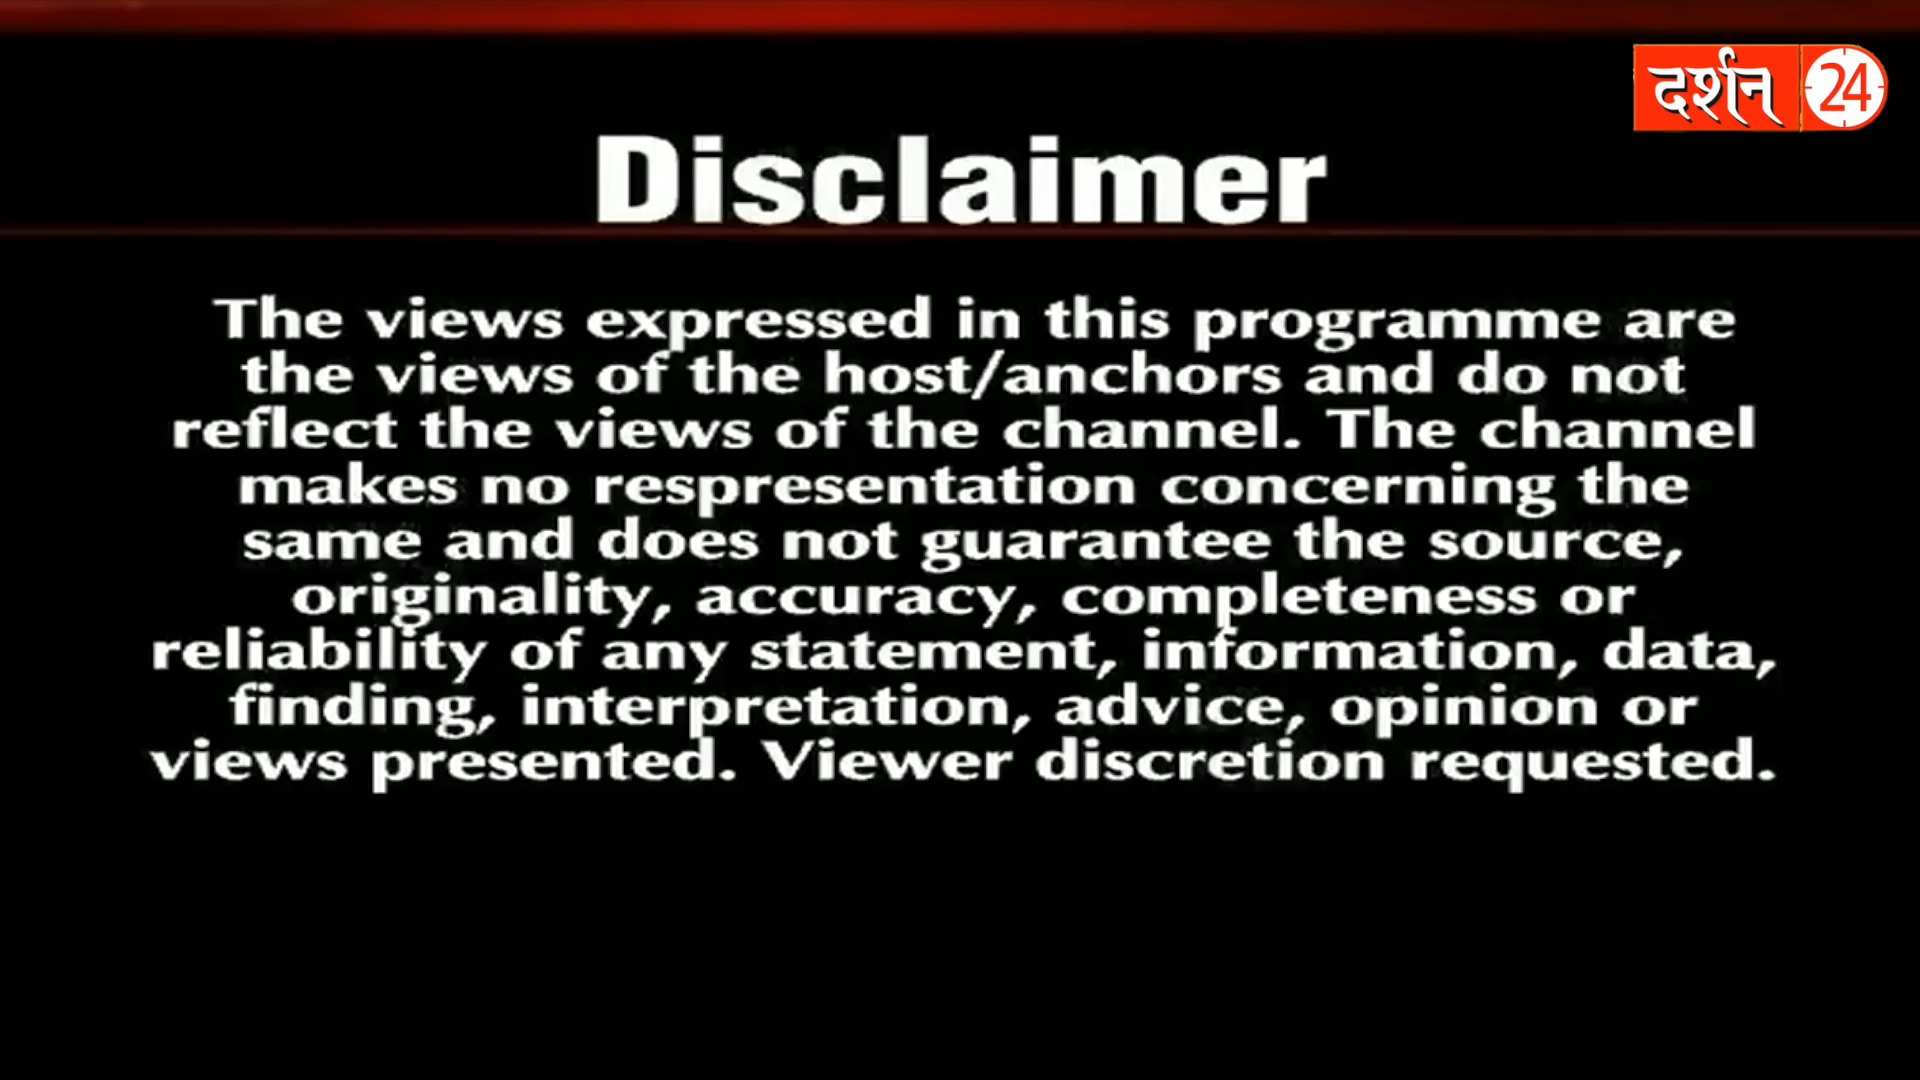 दर्शन 24
Disclaimer
The views expressed in this programme are
the views of the host/anchors and do not
reflect the views of the channel. The channel
makes no respresentation concerning the
same and does not guarantee the source,
originality, accuracy, completeness or
reliability of any statement, information, data,
finding, interpretation, advice, opinion or
views presented. Viewer discretion requested.